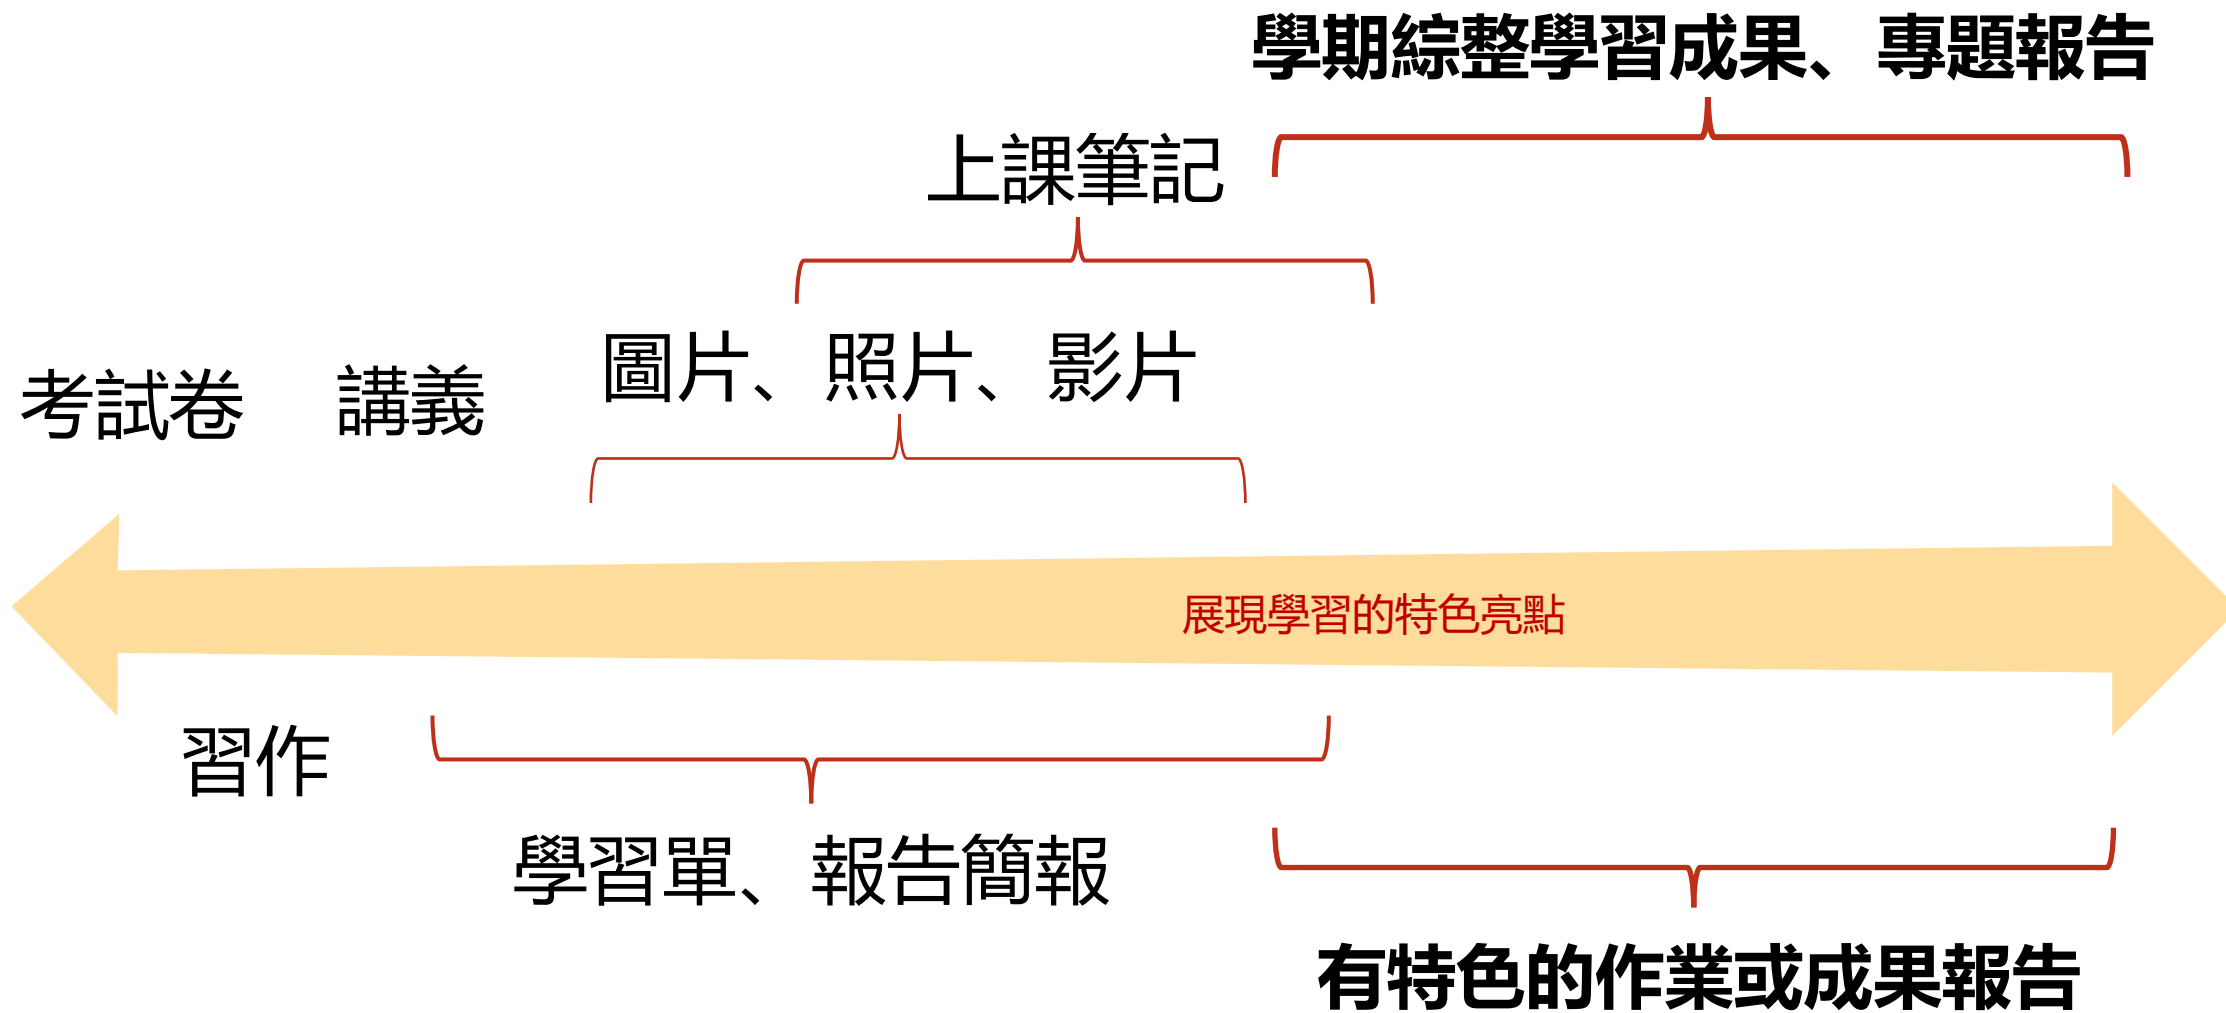 學期綜整學習成果、專題報告
上課筆記
圖片、照片、影片
考試卷
講義
展現學習的特色亮點
習作
學習單、報告簡報
有特色的作業或成果報告